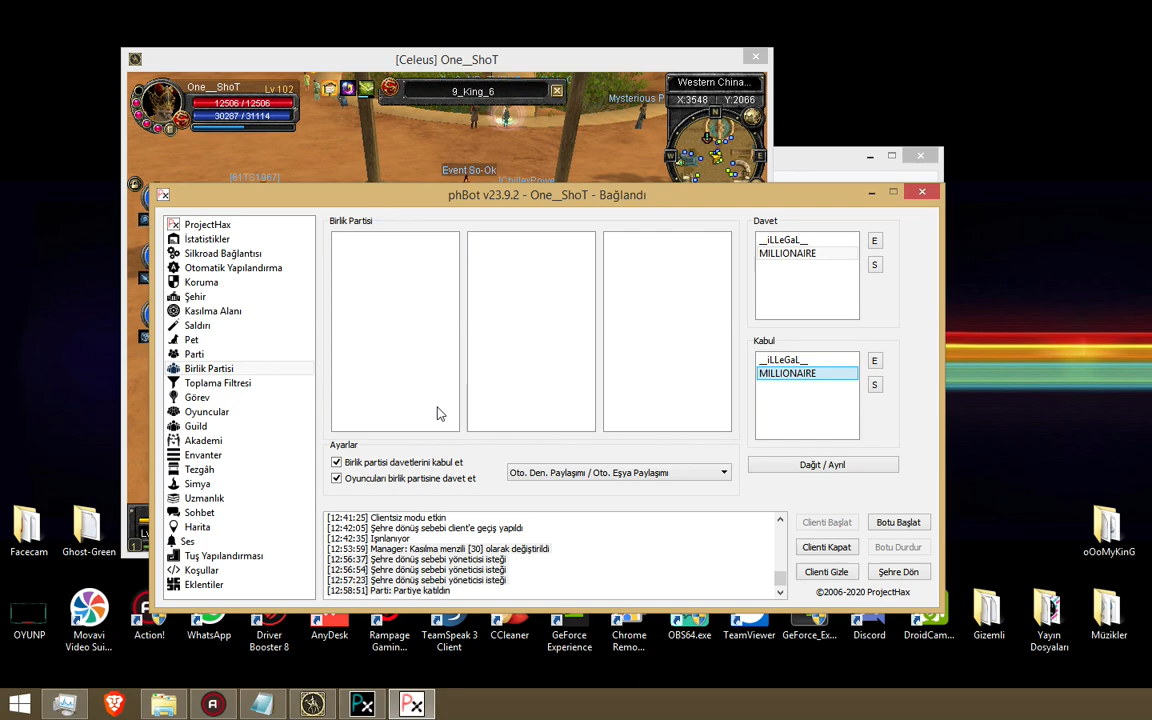 [Celeus] One__ShoT
One__ShoT
Lv 102
12506 / 12506
30287 / 31114
9_King_6
Western China...
X:3548 Y:2066
Mysterious P
Event So-Ok
[61TS1967]
phBot v23.9.2 - One__ShoT - Bağlandı
ProjectHax
İstatistikler
Silkroad Bağlantısı
Otomatik Yapılandırma
Koruma
Şehir
Kasılma Alanı
Saldırı
Pet
Parti
Birlik Partisi
Toplama Filtresi
Görev
Oyuncular
Guild
Akademi
Envanter
Tezgâh
Simya
Uzmanlık
Sohbet
Harita
Ses
Tuş Yapılandırması
Koşullar
Eklentiler
Birlik Partisi
Davet
__iLLeGaL__
MILLIONAIRE
E
S
Kabul
__iLLeGaL__
MILLIONAIRE
E
S
Dağıt / Ayrıl
Ayarlar
Birlik partisi davetlerini kabul et
Oyuncuları birlik partisine davet et
Oto. Den. Paylaşımı / Oto. Eşya Paylaşımı
[12:41:25] Clientsiz modu etkin
[12:42:05] Şehre dönüş sebebi client'e geçiş yapıldı
[12:42:35] Işınlanıyor
[12:53:59] Manager: Kasılma menzili [30] olarak değiştirildi
[12:56:37] Şehre dönüş sebebi yöneticisi isteği
[12:56:54] Şehre dönüş sebebi yöneticisi isteği
[12:57:23] Şehre dönüş sebebi yöneticisi isteği
[12:58:51] Parti: Partiye katıldın
Clienti Başlat
Botu Başlat
Clienti Kapat
Botu Durdur
Clienti Gizle
Şehre Dön
©2006-2020 ProjectHax
Facecam
Ghost-Green
oOoMyKinG
OYUNP
Movavi Video Sui...
Action!
WhatsApp
Driver Booster 8
AnyDesk
Rampage Gamin...
TeamSpeak 3 Client
CCleaner
GeForce Experience
Chrome Remo...
OBS64.exe
TeamViewer
GeForce_Ex...
Discord
DroidCam...
Gizemli
Yayın Dosyaları
Müzikler